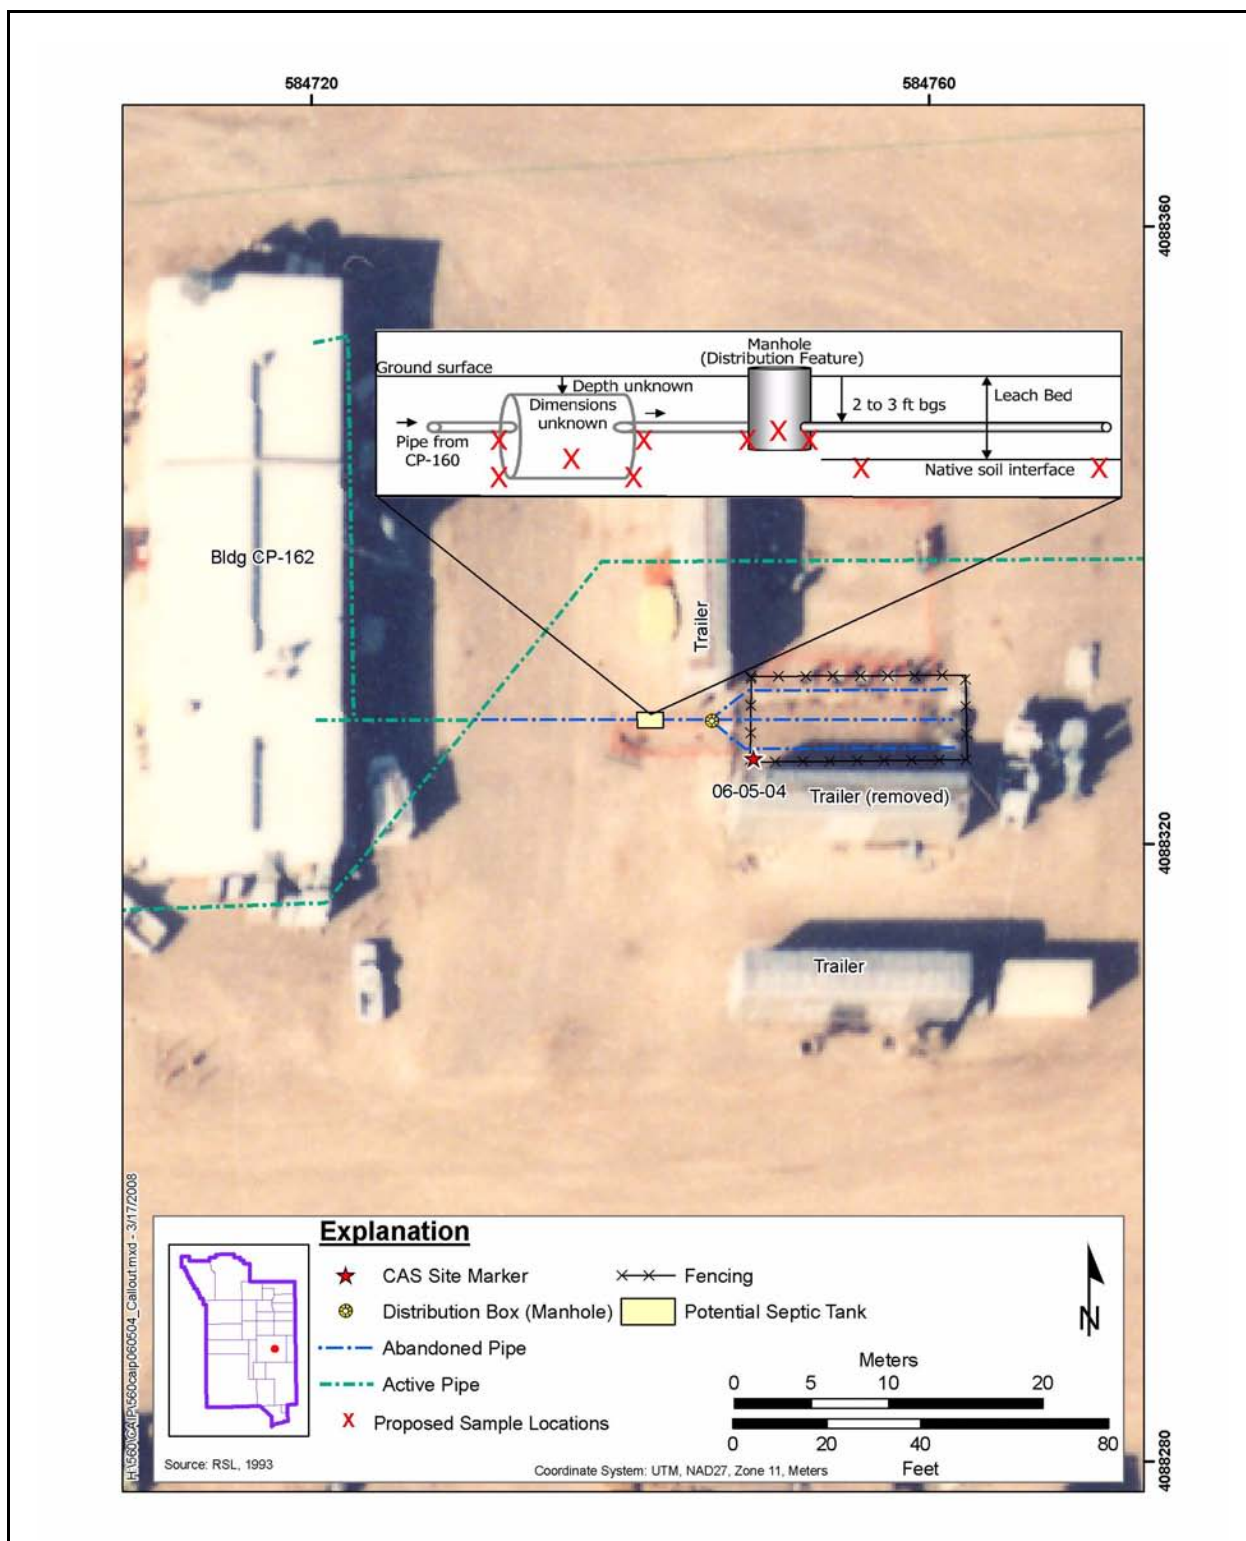 584720
584760
4088360
Manhole
(Distribution Feature)
Ground surface
Depth unknown
Dimensions
unknown
2 to 3 ft bgs
Leach Bed
Pipe from
CP-160
Native soil interface
Bldg CP-162
Trailer
06-05-04
Trailer (removed)
4088320
Trailer
H:\560\CAIP\560caip060504_Callout.mxd - 3/17/2008
Explanation
CAS Site Marker
Fencing
Distribution Box (Manhole)
Potential Septic Tank
Abandoned Pipe
Active Pipe
X Proposed Sample Locations
N
Meters
0 5 10 20
0 20 40 80
Feet
Source: RSL, 1993
Coordinate System: UTM, NAD27, Zone 11, Meters
4088280